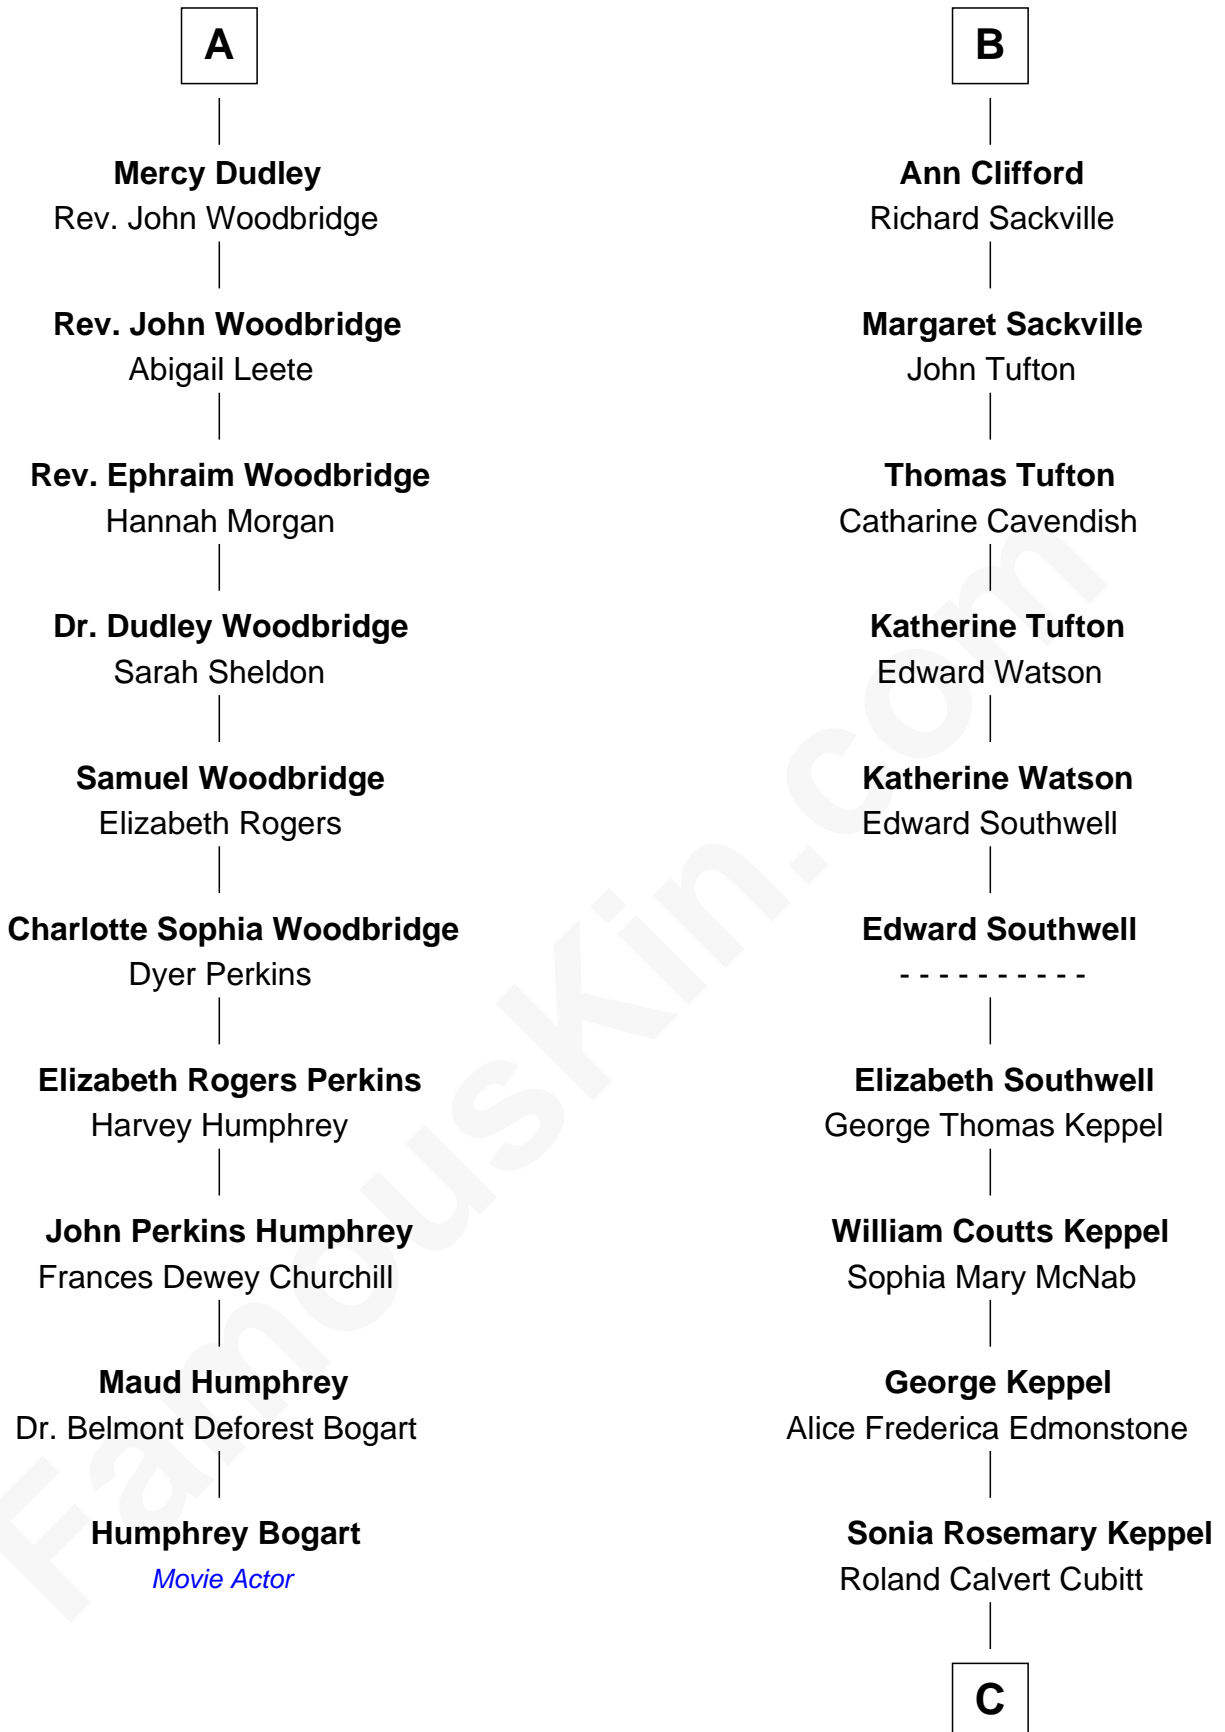 A
Mercy Dudley
Rev. John Woodbridge
Rev. John Woodbridge
Abigail Leete
Rev. Ephraim Woodbridge
Hannah Morgan
Dr. Dudley Woodbridge
Sarah Sheldon
Samuel Woodbridge
Elizabeth Rogers
Charlotte Sophia Woodbridge
Dyer Perkins
Elizabeth Rogers Perkins
Harvey Humphrey
John Perkins Humphrey
Frances Dewey Churchill
Maud Humphrey
Dr. Belmont Deforest Bogart
Humphrey Bogart
Movie Actor
B
Ann Clifford
Richard Sackville
Margaret Sackville
John Tufton
Thomas Tufton
Catharine Cavendish
Katherine Tufton
Edward Watson
Katherine Watson
Edward Southwell
Edward Southwell
- - - - - - - - - -
Elizabeth Southwell
George Thomas Keppel
William Coutts Keppel
Sophia Mary McNab
George Keppel
Alice Frederica Edmonstone
Sonia Rosemary Keppel
Roland Calvert Cubitt
C
FamousKin.com